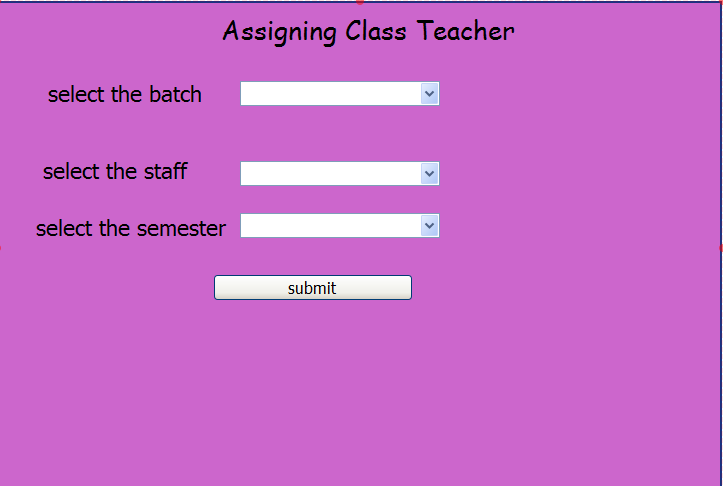 Assigning Class Teacher
select the batch
select the staff
select the semester
submit